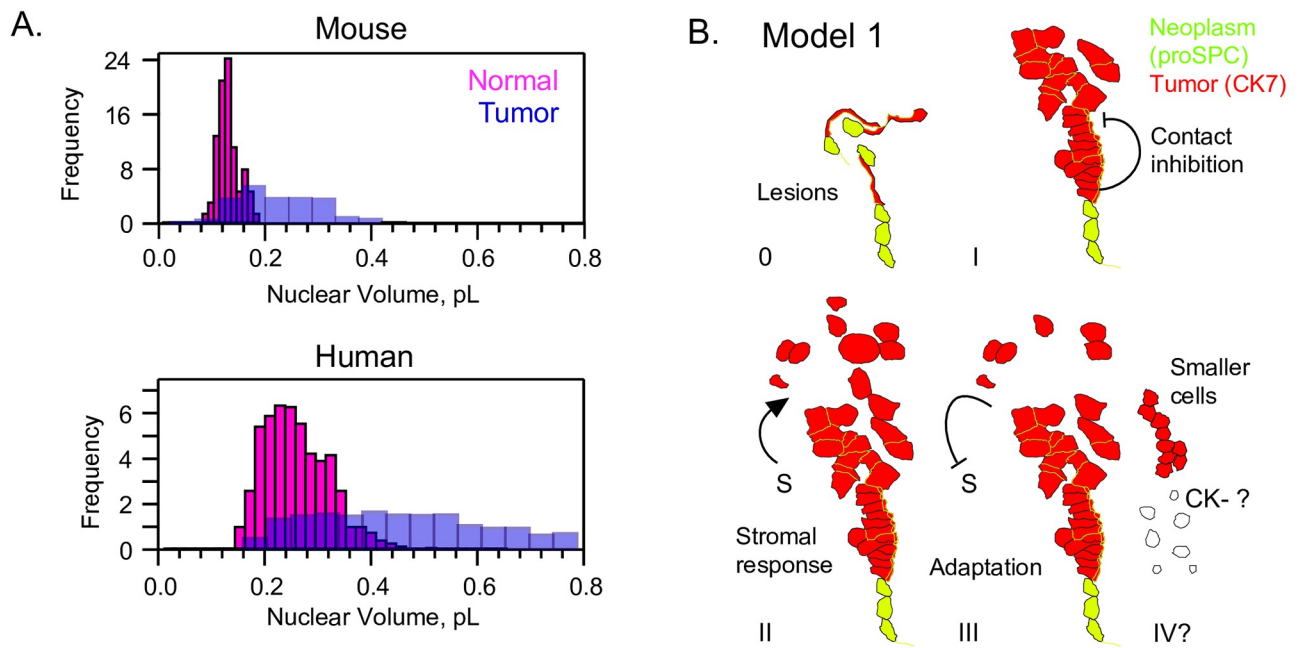 A.
Mouse
24
16
8
0
Frequency
Normal
Tumor
0.0 0.2 0.4 0.6 0.8
Nuclear Volume, pL
Human
6
4
2
0
Frequency
0.0 0.2 0.4 0.6 0.8
Nuclear Volume, pL
B.
Model 1
Neoplasm
(proSPC)
Tumor (CK7)
Lesions
0
Contact
inhibition
I
S
Stromal
response
II
S
Adaptation
III
Smaller
cells
CK- ?
IV?